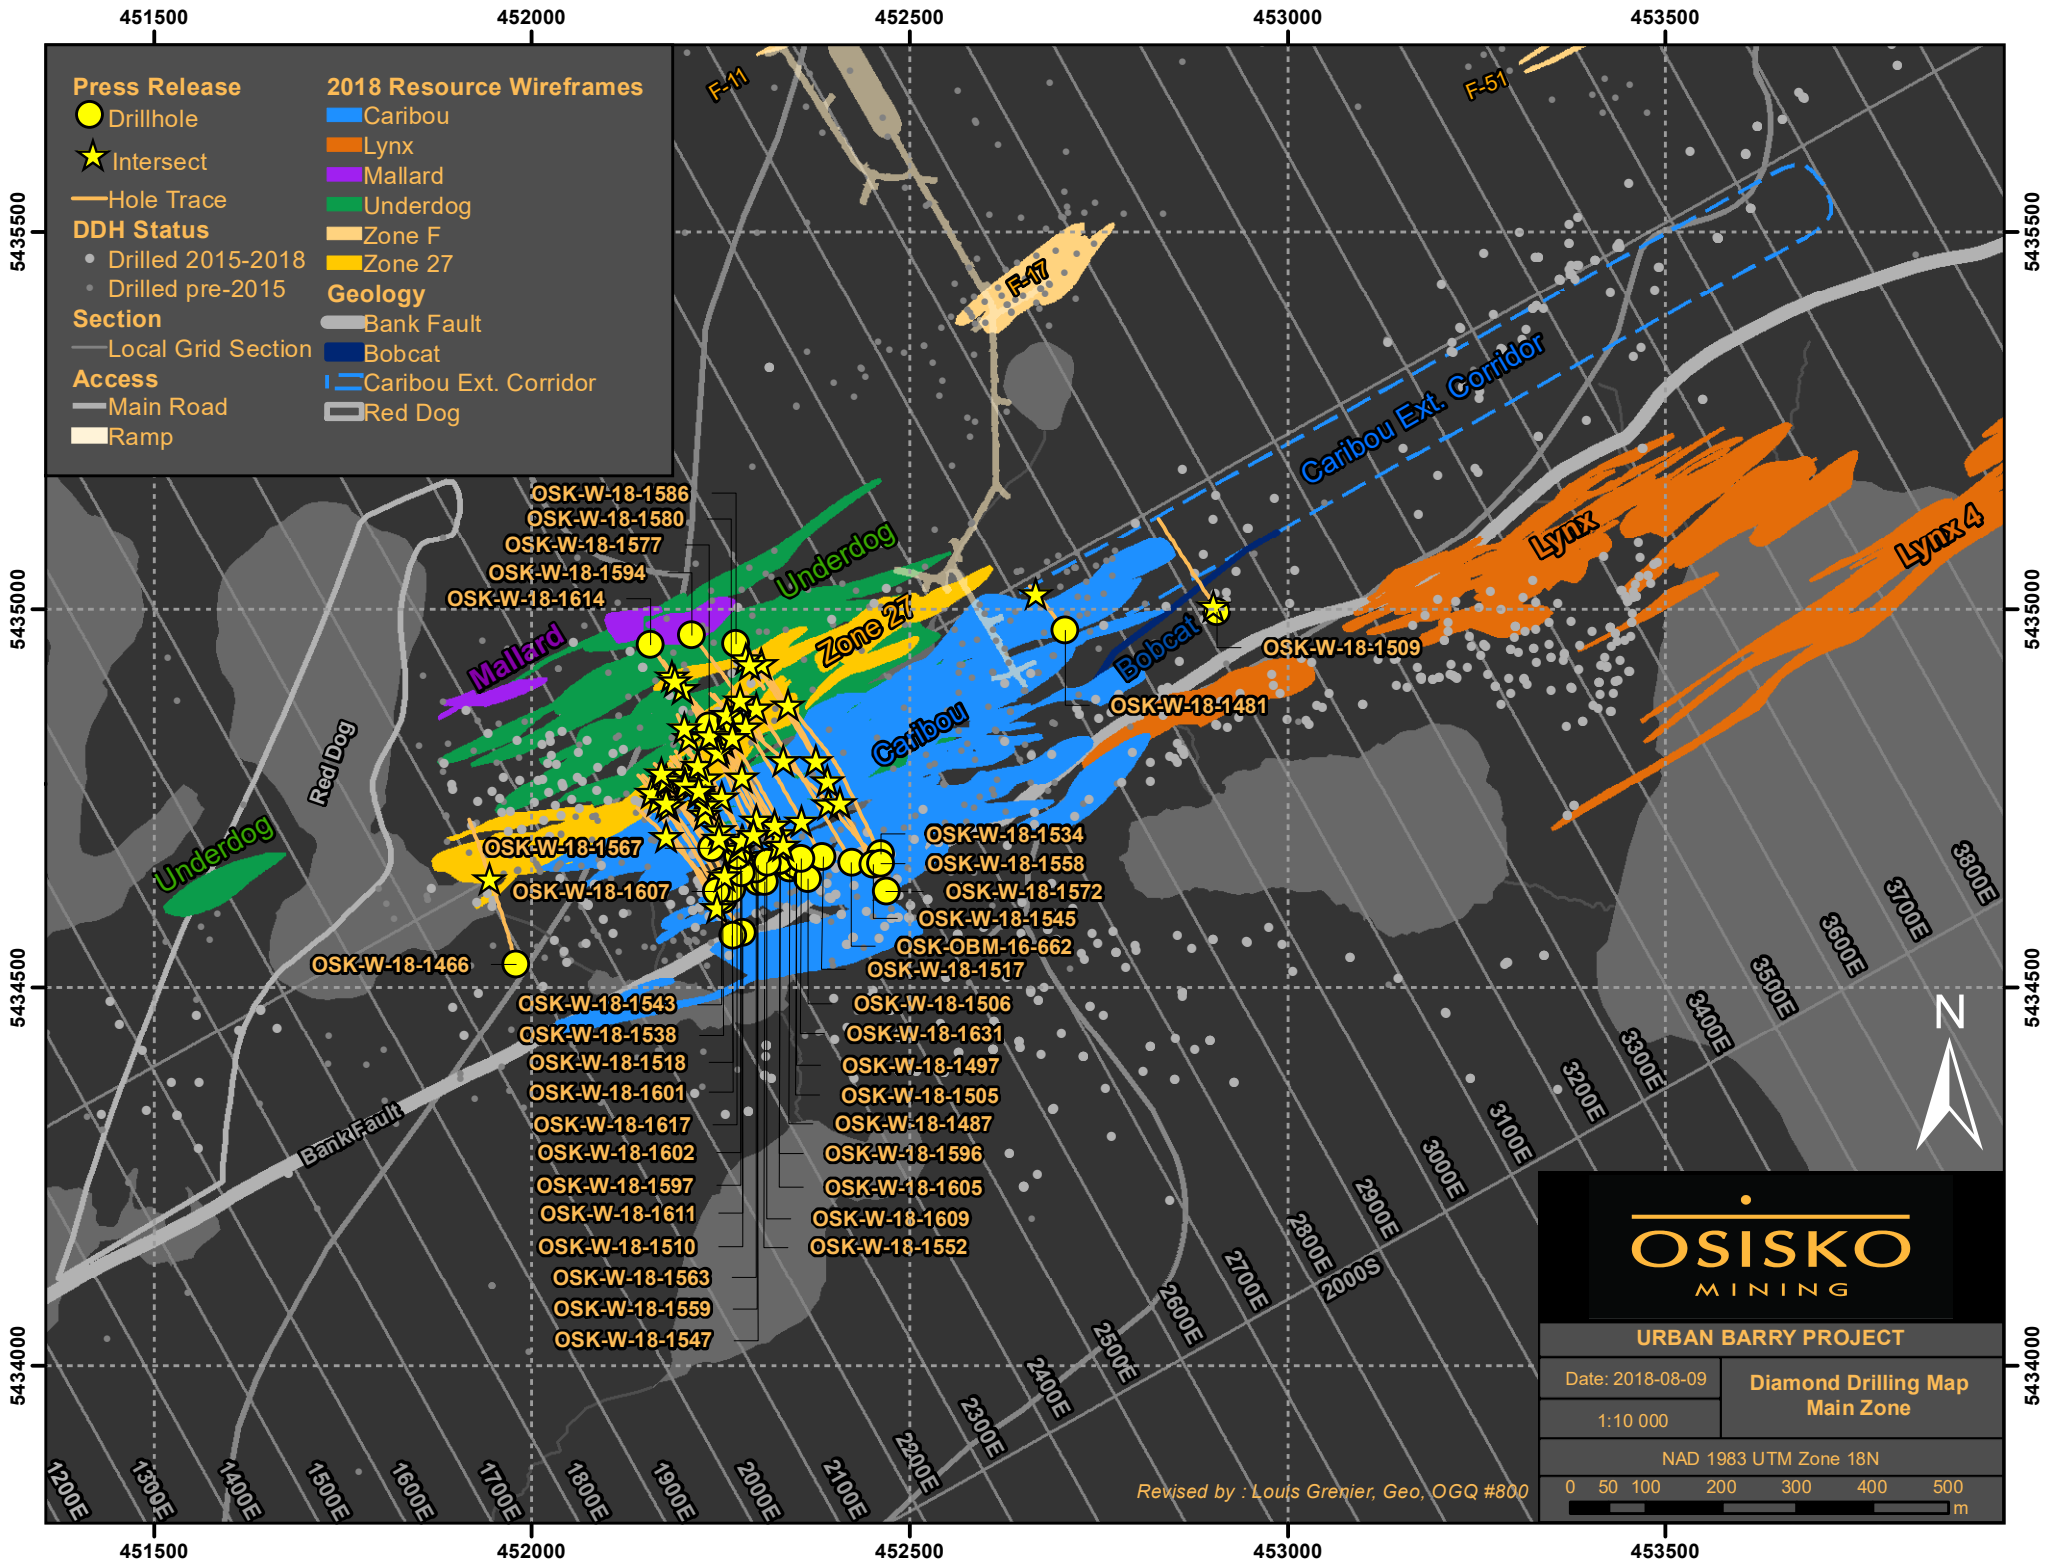 451500
452000
452500
453000
453500
Press Release
Drillhole
Intersect
Hole Trace
DDH Status
Drilled 2015-2018
Drilled pre-2015
Section
Local Grid Section
Access
Main Road
Ramp
2018 Resource Wireframes
Caribou
Lynx
Mallard
Underdog
Zone F
Zone 27
Geology
Bank Fault
Bobcat
Caribou Ext. Corridor
Red Dog
F-11
F-51
F-17
5435500
5435500
Caribou Ext. Corridor
Lynx
Lynx 4
OSK-W-18-1586
OSK-W-18-1580
OSK-W-18-1577
OSK-W-18-1594
OSK-W-18-1614
Underdog
5435000
5435000
Zone 27
Mallard
Bobcat
OSK-W-18-1509
OSK-W-18-1481
Caribou
Red Dog
Underdog
OSK-W-18-1567
OSK-W-18-1607
OSK-W-18-1466
OSK-W-18-1534
OSK-W-18-1558
OSK-W-18-1572
OSK-W-18-1545
OSK-OBM-16-662
OSK-W-18-1517
5434500
5434500
OSK-W-18-1543
OSK-W-18-1538
OSK-W-18-1518
OSK-W-18-1601
OSK-W-18-1617
OSK-W-18-1602
OSK-W-18-1597
OSK-W-18-1611
OSK-W-18-1510
OSK-W-18-1563
OSK-W-18-1559
OSK-W-18-1547
OSK-W-18-1506
OSK-W-18-1631
OSK-W-18-1497
OSK-W-18-1505
OSK-W-18-1487
OSK-W-18-1596
OSK-W-18-1605
OSK-W-18-1609
OSK-W-18-1552
Bank Fault
5434000
5434000
1200E
1300E
1400E
1500E
1600E
1700E
1800E
1900E
2000E
2100E
2200E
2300E
2400E
2500E
2600E
2700E
2800E
2900E
3000E
3100E
3200E
3300E
3400E
3500E
3600E
3700E
3800E
2000S
N
OSISKO
MINING
URBAN BARRY PROJECT
Date: 2018-08-09
1:10 000
Diamond Drilling Map
Main Zone
NAD 1983 UTM Zone 18N
0 50 100 200 300 400 500
m
Revised by : Louis Grenier, Geo, OGQ #800
451500
452000
452500
453000
453500